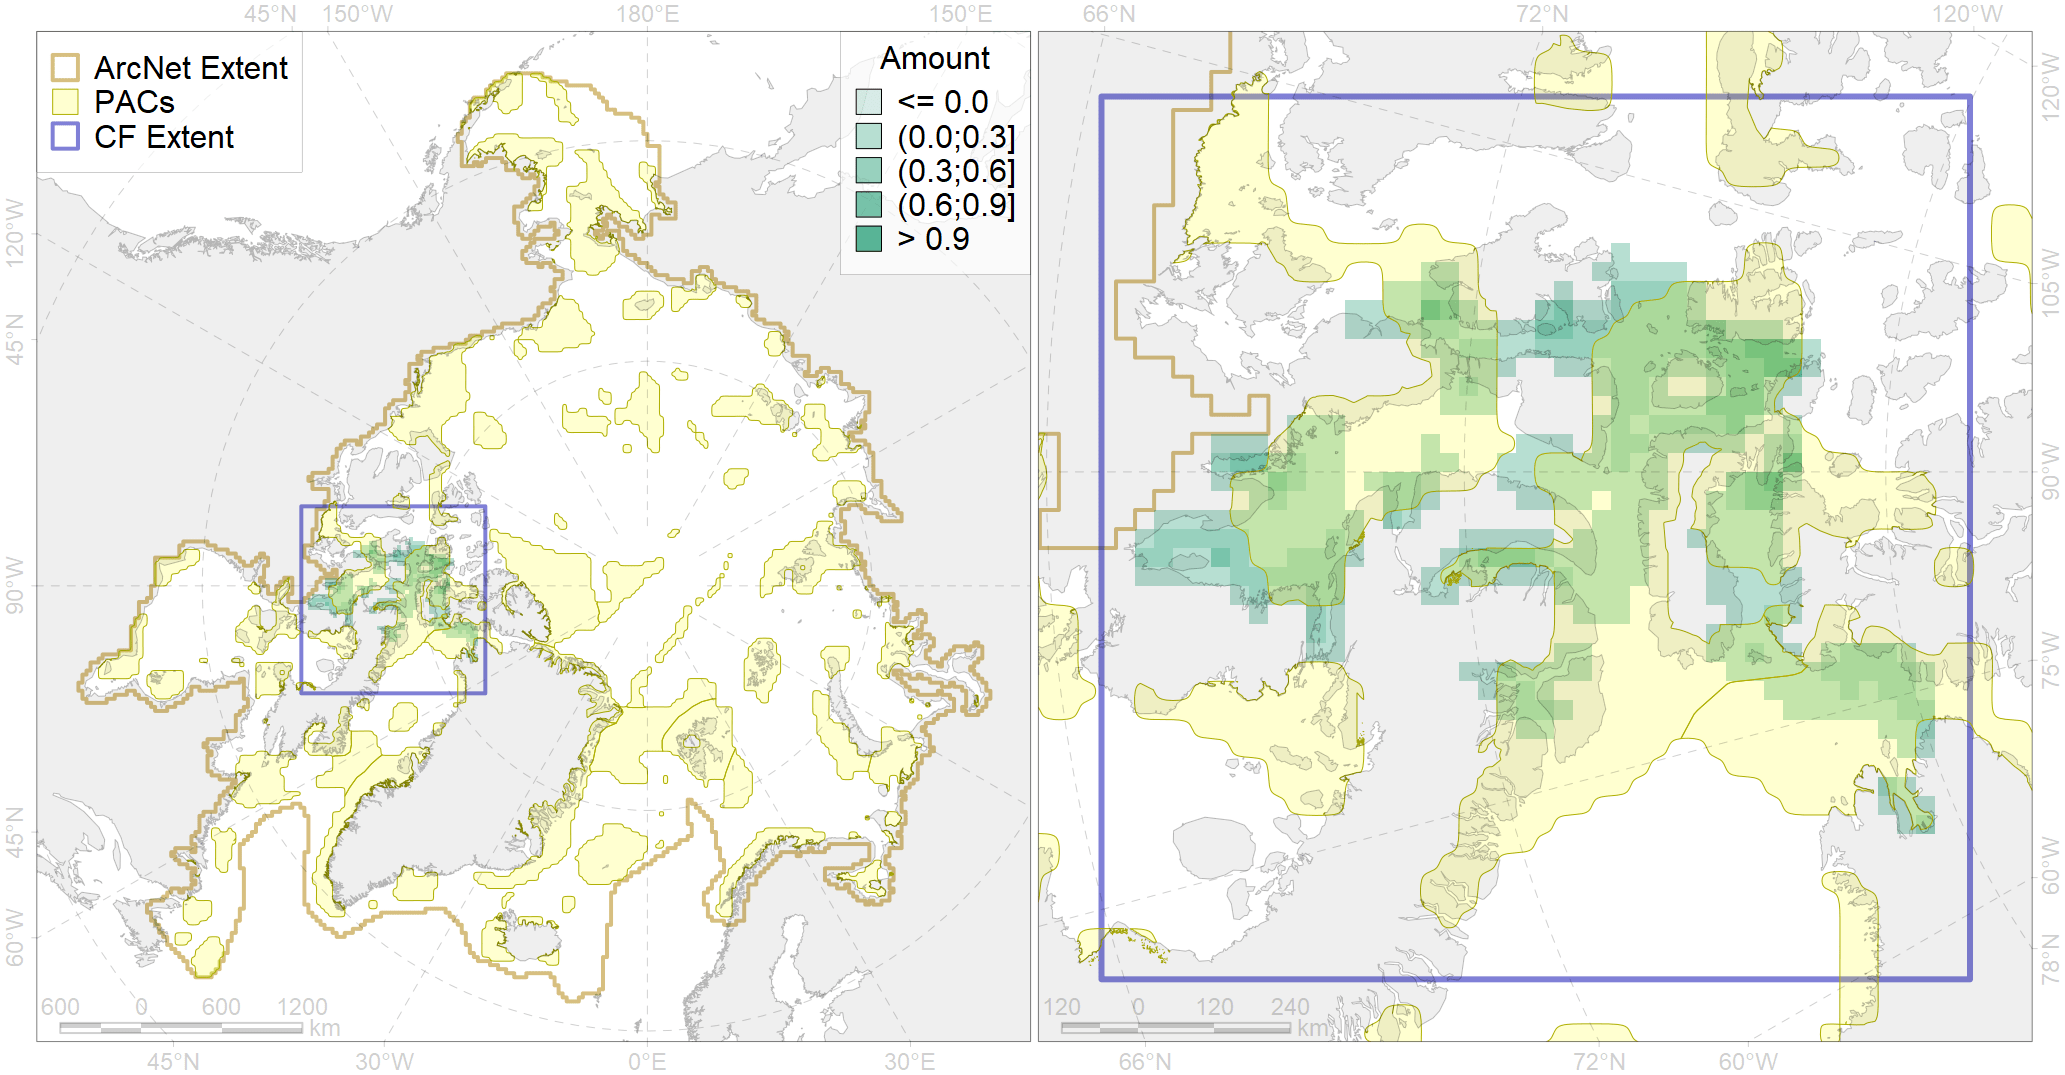 45°N 150°W 180°E 150°E 66°N 72°N 120°W
ArcNet Extent
PACs
CF Extent
Amount
<= 0.0
(0.0;0.3]
(0.3;0.6]
(0.6;0.9]
> 0.9
120°W
45°N
90°W
45°N
60°W
120°W
105°W
90°W
75°W
60°W
78°N
600 0 600 1200
km
120 0 120 240
km
45°N 30°W 0°E 30°E 66°N 72°N 60°W